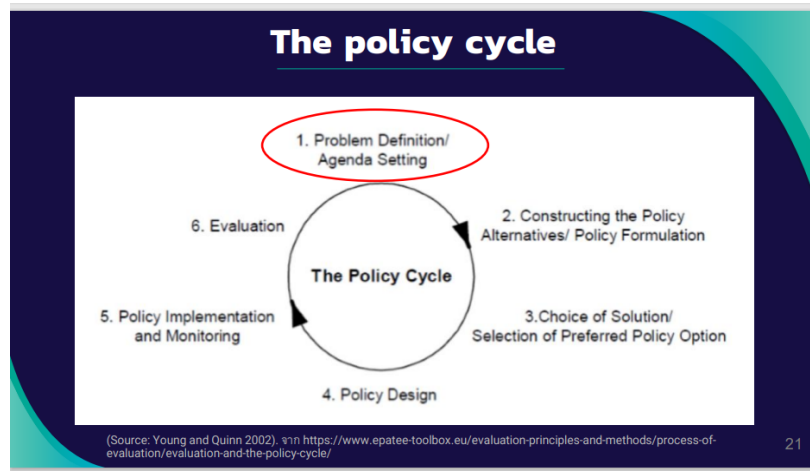 The policy cycle
1. Problem Definition/
Agenda Setting
2. Constructing the Policy
Alternatives/ Policy Formulation
3.Choice of Solution/
Selection of Preferred Policy Option
4. Policy Design
5. Policy Implementation
and Monitoring
6. Evaluation
The Policy Cycle
(Source: Young and Quinn 2002). จาก https://www.epatee-toolbox.eu/evaluation-principles-and-methods/process-of-
evaluation/evaluation-and-the-policy-cycle/
21